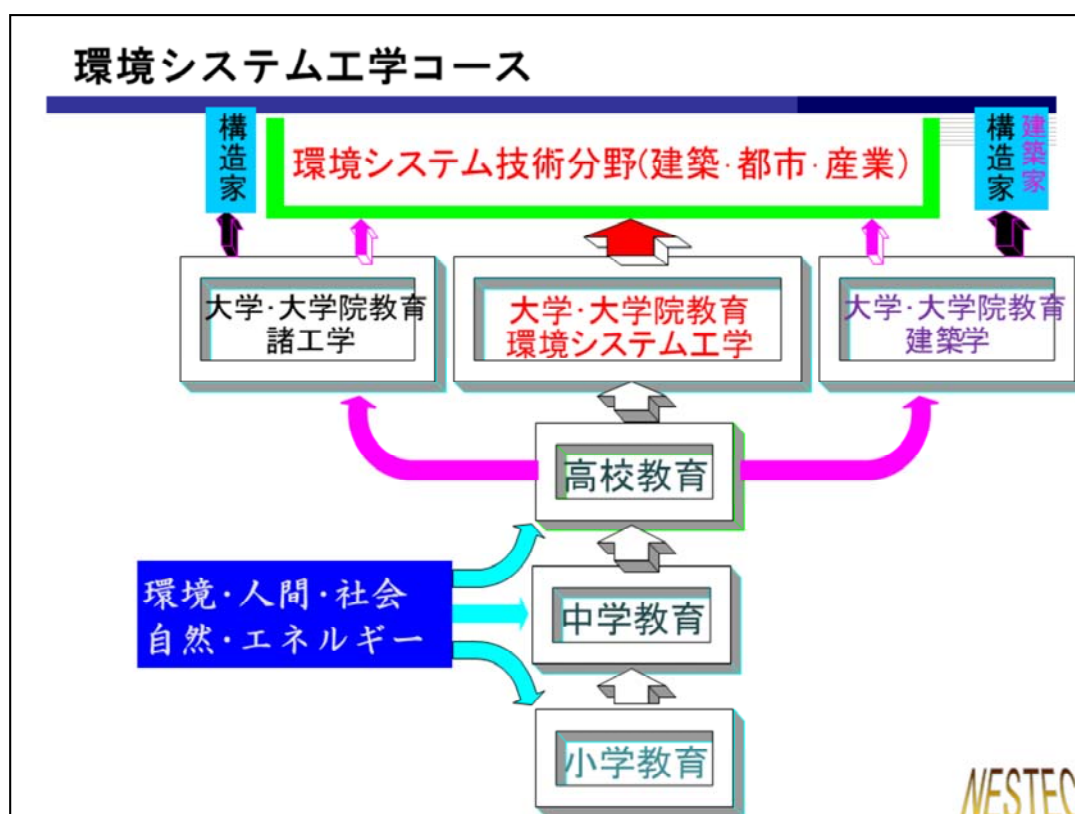 環境システム工学コース
構造家
環境システム技術分野(建築･都市･産業)
構造家
建築家
大学･大学院教育
諸工学
大学･大学院教育
環境システム工学
大学･大学院教育
建築学
高校教育
環境･人間･社会
自然･エネルギー
中学教育
小学教育
NESTEC